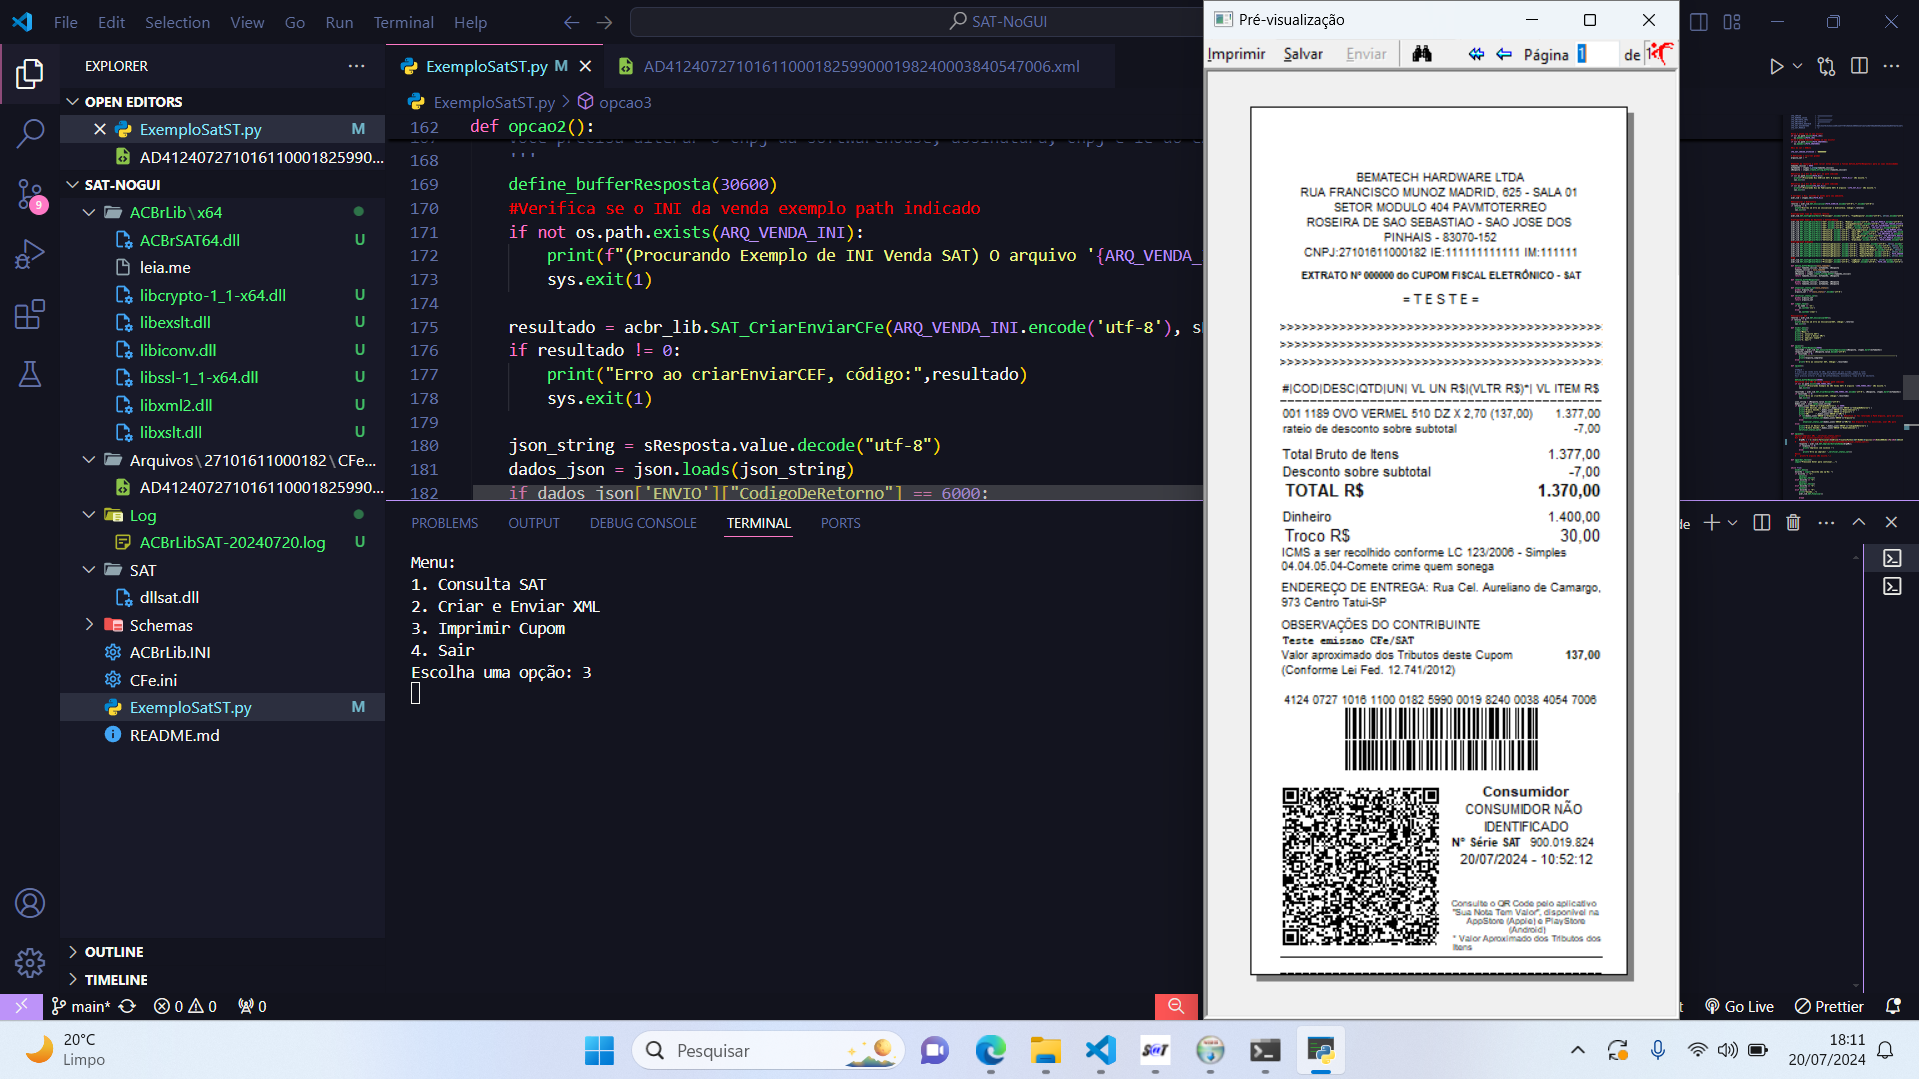 File Edit Selection View Go Run Terminal Help
SAT-NoGUI
EXPLORER
OPEN EDITORS
ExemploSatST.py M
AD412407271016110001825990...
SAT-NOGUI
ACBrLib\x64
ACBrSAT64.dll U
leia.me
libcrypto-1_1-x64.dll U
libexslt.dll U
libiconv.dll U
libssl-1_1-x64.dll U
libxml2.dll U
libxslt.dll U
Arquivos\27101611000182\CFe...
AD412407271016110001825990...
Log
ACBrLibSAT-20240720.log U
SAT
dllsat.dll
Schemas
ACBrLib.INI
CFe.ini
ExemploSatST.py M
README.md
OUTLINE
TIMELINE
9
ExemploSatST.py M
AD41240727101611000182599000198240003840547006.xml
ExemploSatST.py > opcao3
162 def opcao2():
168 '''
169 define_bufferResposta(30600)
170 #Verifica se o INI da venda exemplo path indicado
171 if not os.path.exists(ARQ_VENDA_INI):
172 print(f"(Procurando Exemplo de INI Venda SAT) O arquivo '{ARQ_VENDA_
173 sys.exit(1)
174
175 resultado = acbr_lib.SAT_CriarEnviarCFe(ARQ_VENDA_INI.encode('utf-8'), s
176 if resultado != 0:
177 print("Erro ao criarEnviarCEF, código:",resultado)
178 sys.exit(1)
179
180 json_string = sResposta.value.decode("utf-8")
181 dados_json = json.loads(json_string)
182 if dados_json['ENVIO']["CodigoDeRetorno"] == 6000:
PROBLEMS OUTPUT DEBUG CONSOLE TERMINAL PORTS
Menu:
1. Consulta SAT
2. Criar e Enviar XML
3. Imprimir Cupom
4. Sair
Escolha uma opção: 3
Pré-visualização
Imprimir Salvar Enviar Página 1 de 1
BEMATECH HARDWARE LTDA
RUA FRANCISCO MUNOZ MADRID, 625 - SALA 01
SETOR MODULO 404 PAVMTOTERREO
ROSEIRA DE SAO SEBASTIAO - SAO JOSE DOS
PINHAIS - 83070-152
CNPJ:27101611000182 IE:111111111111 IM:111111
EXTRATO Nº 000000 do CUPOM FISCAL ELETRÔNICO - SAT
= T E S T E =
>>>>>>>>>>>>>>>>>>>>>>>>>>>>>>>>>>>>>>>>>>
>>>>>>>>>>>>>>>>>>>>>>>>>>>>>>>>>>>>>>>>>>
>>>>>>>>>>>>>>>>>>>>>>>>>>>>>>>>>>>>>>>>>>
#|COD|DESC|QTD|UN| VL UN R$|(VLTR R$)*| VL ITEM R$
001 1189 OVO VERMEL 510 DZ X 2,70 (137,00) 1.377,00
rateio de desconto sobre subtotal -7,00
Total Bruto de Itens 1.377,00
Desconto sobre subtotal -7,00
TOTAL R$ 1.370,00
Dinheiro 1.400,00
Troco R$ 30,00
ICMS a ser recolhido conforme LC 123/2006 - Simples
04.04.05.04-Comete crime quem sonega
ENDEREÇO DE ENTREGA: Rua Cel. Aureliano de Camargo,
973 Centro Tatui-SP
OBSERVAÇÕES DO CONTRIBUINTE
Teste emissao CFe/SAT
Valor aproximado dos Tributos deste Cupom 137,00
(Conforme Lei Fed. 12.741/2012)
4124 0727 1016 1100 0182 5990 0019 8240 0038 4054 7006
Consumidor
CONSUMIDOR NÃO
IDENTIFICADO
Nº Série SAT 900.019.824
20/07/2024 - 10:52:12
Consulte o QR Code pelo aplicativo
"Sua Nota Tem Valor", disponível na
AppStore (Apple) e PlayStore
(Android)
* Valor Aproximado dos Tributos dos
Itens
main* 0 0 0
Go Live Prettier
20°C
Limpo
Pesquisar
18:11
20/07/2024